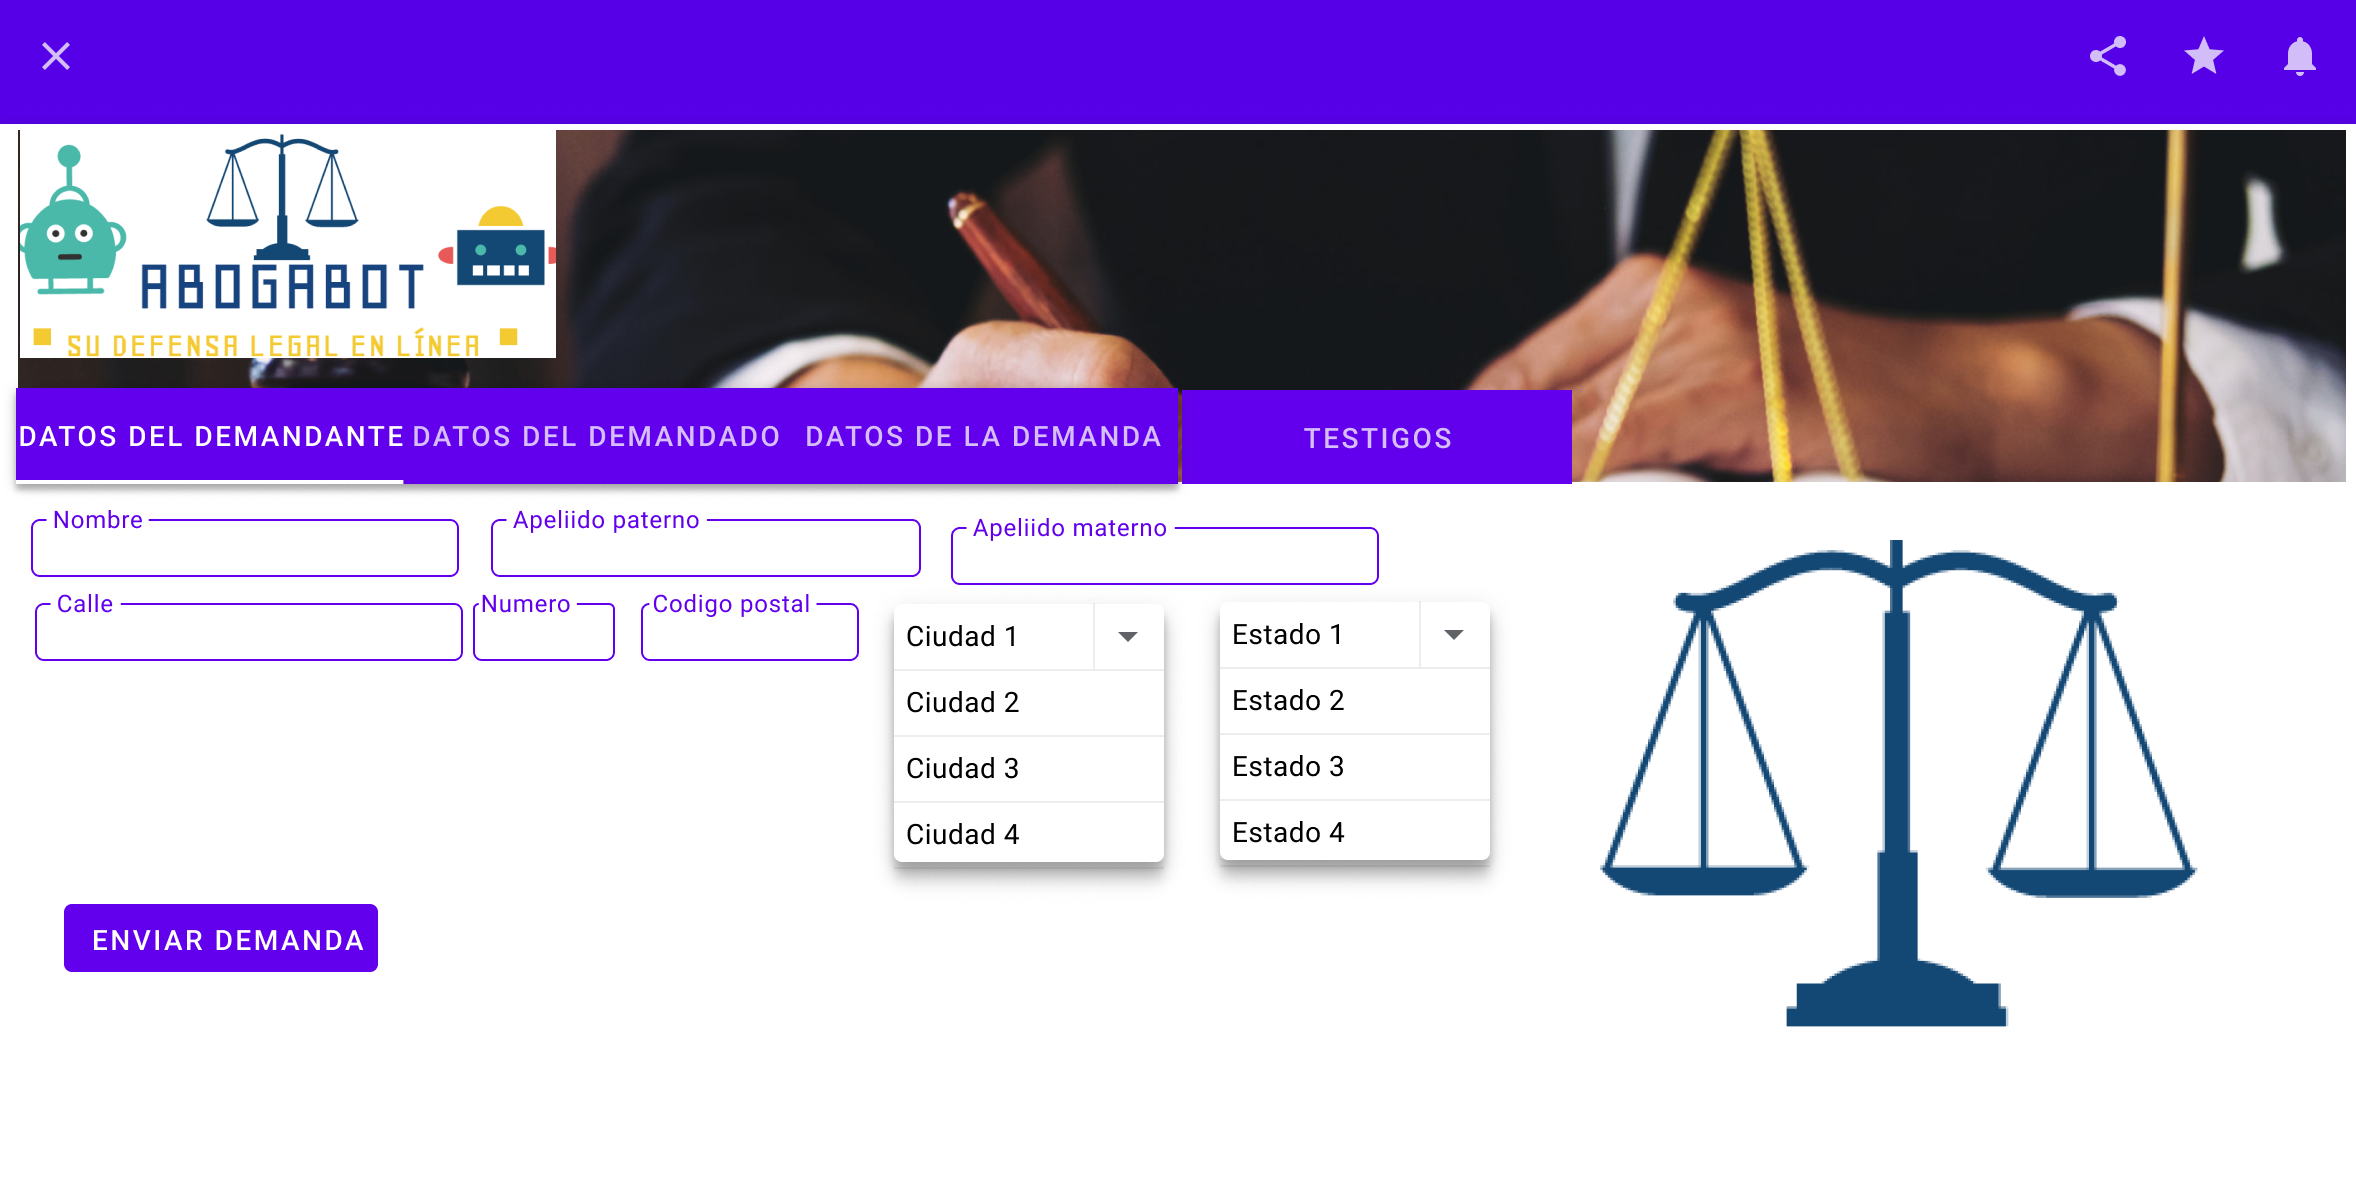 ABOGABOT
SU DEFENSA LEGAL EN LÍNEA
DATOS DEL DEMANDANTE DATOS DEL DEMANDADO DATOS DE LA DEMANDA TESTIGOS
Nombre Apeliido paterno Apeliido materno
Calle Numero Codigo postal
Ciudad 1 Estado 1
Ciudad 2 Estado 2
Ciudad 3 Estado 3
Ciudad 4 Estado 4
ENVIAR DEMANDA